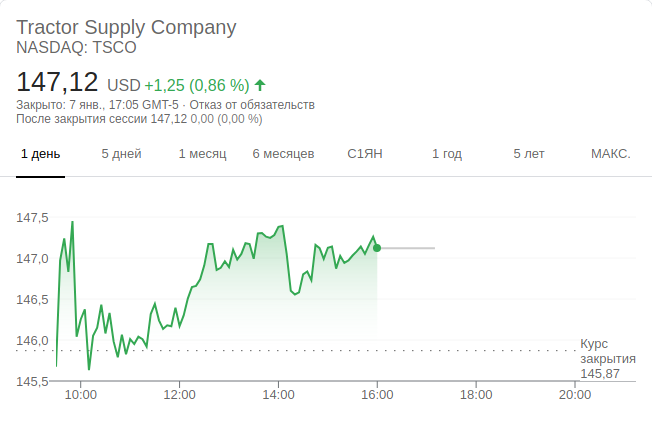 Tractor Supply Company
NASDAQ: TSCO
147,12 USD +1,25 (0,86 %)
Закрыто: 7 янв., 17:05 GMT-5 · Отказ от обязательств
После закрытия сессии 147,12 0,00 (0,00 %)
1 день 5 дней 1 месяц 6 месяцев С1ЯН 1 год 5 лет МАКС.
147,5
147,0
146,5
146,0
Курс
закрытия
145,87
145,5
10:00 12:00 14:00 16:00 18:00 20:00